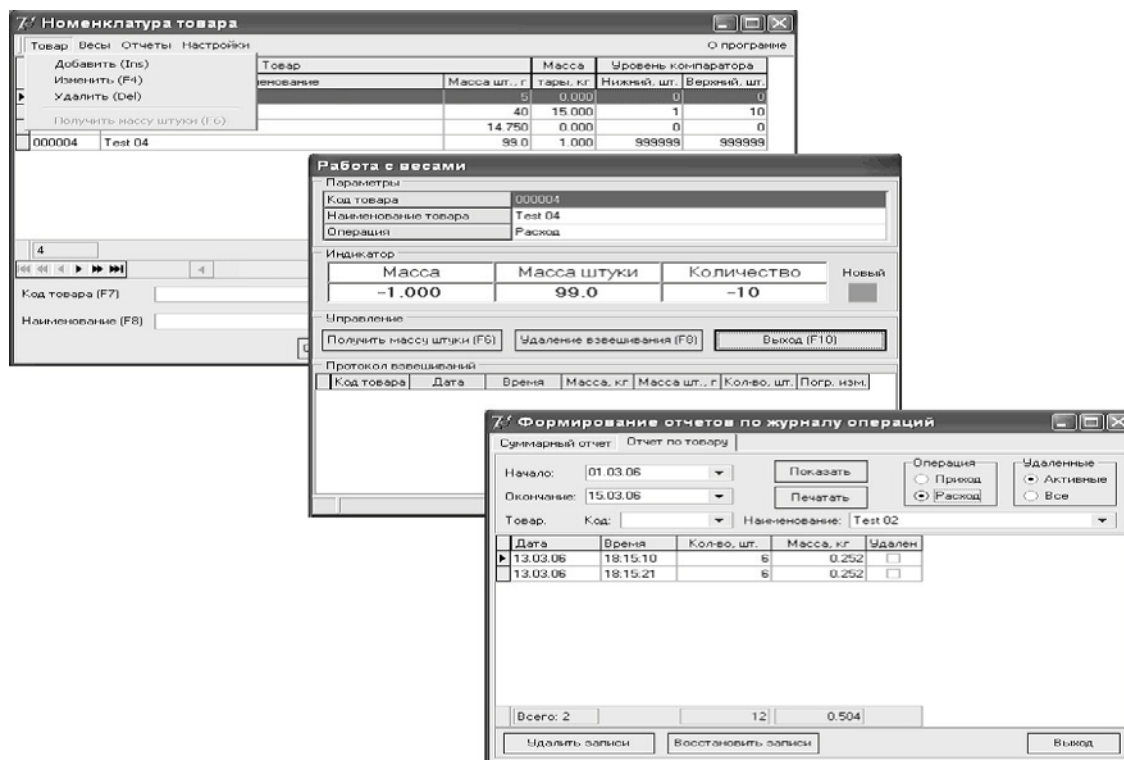 Номенклатура товара
Товар Весы Отчеты Настройки О программе
Добавить (Ins)
Изменить (F4)
Удалить (Del)
Получить массу штуки (F6)
Товар Масса Уровень компаратора
енование Масса шт., г тары, кг Нижний, шт. Верхний, шт.
5 0.000 0 0
40 15.000 1 10
14.750 0.000 0 0
000004 Test 04 99.0 1.000 999999 999999
4
Код товара (F7)
Наименование (F8)
Работа с весами
Параметры
Код товара 000004
Наименование товара Test 04
Операция Расход
Индикатор
Масса Масса штуки Количество Новый
-1.000 99.0 -10
Управление
Получить массу штуки (F6) Удаление взвешивания (F8) Выход (F10)
Протокол взвешиваний
Код товара Дата Время Масса, кг Масса шт., г Кол-во, шт. Погр. изм.
Формирование отчетов по журналу операций
Суммарный отчет Отчет по товару
Начало: 01.03.06 Показать Операция Удаленные
Приход Активные
Окончание: 15.03.06 Печатать Расход Все
Товар. Код: Наименование: Test 02
Дата Время Кол-во, шт. Масса, кг Удален
13.03.06 18:15:10 6 0.252
13.03.06 18:15:21 6 0.252
Всего: 2 12 0.504
Удалить записи Восстановить записи Выход